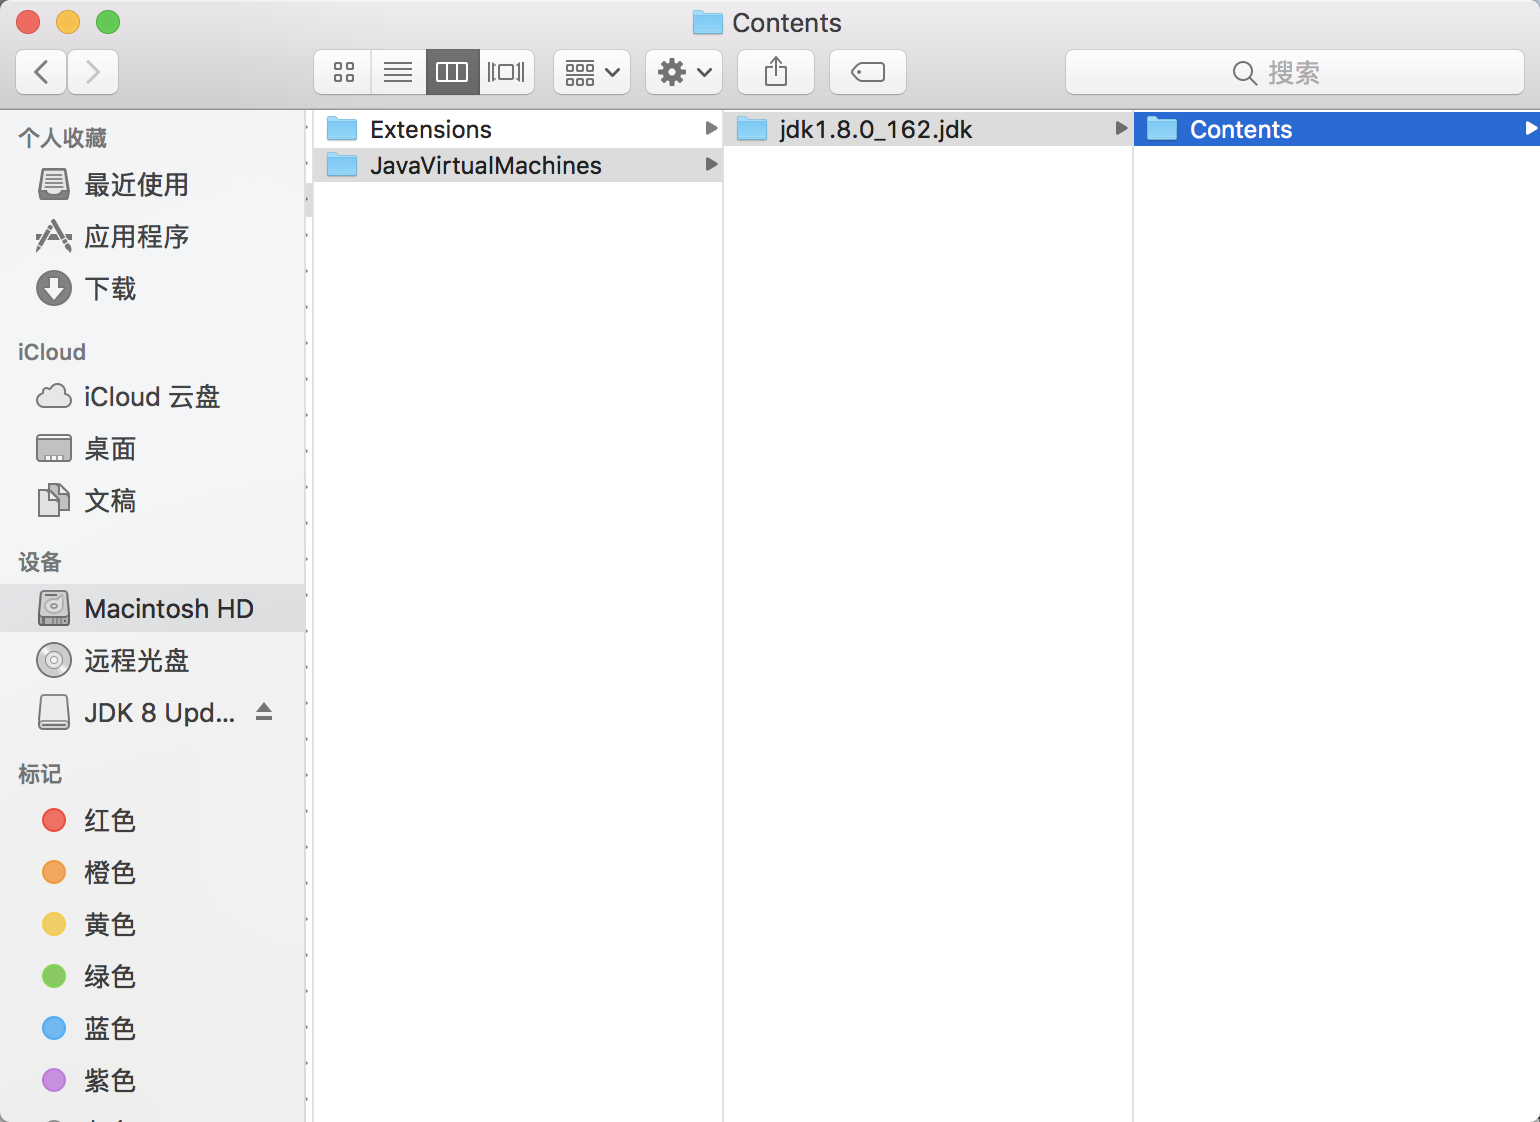 Contents
搜索
个人收藏
最近使用
应用程序
下载
iCloud
iCloud 云盘
桌面
文稿
设备
Macintosh HD
远程光盘
JDK 8 Upd...
标记
红色
橙色
黄色
绿色
蓝色
紫色
Extensions
JavaVirtualMachines
jdk1.8.0_162.jdk
Contents